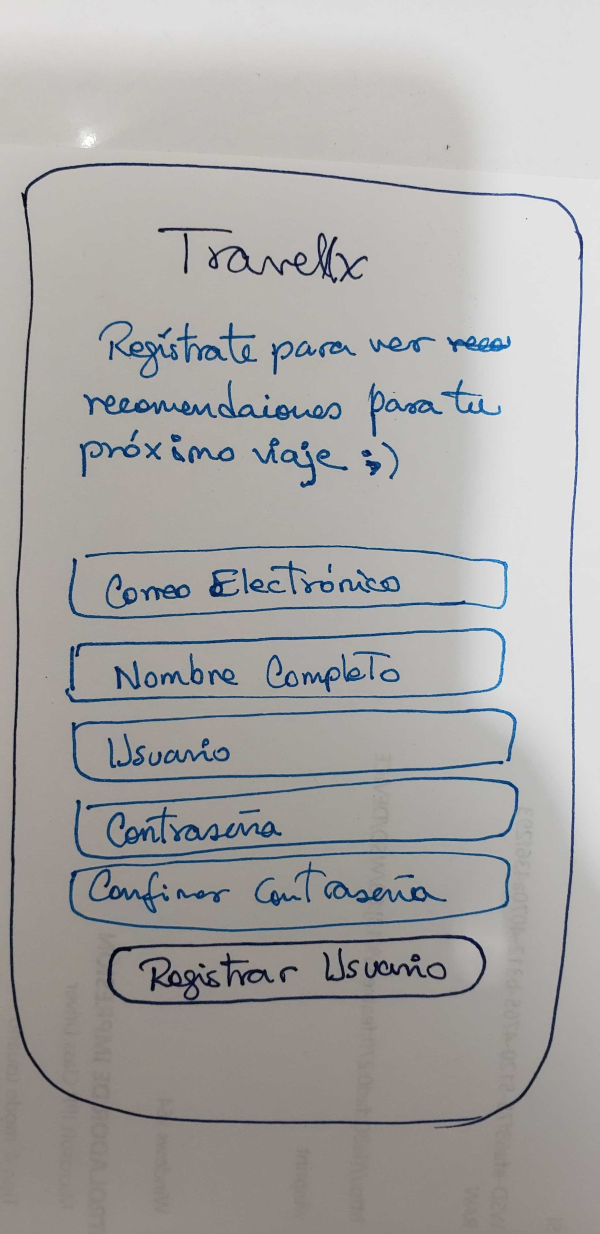 Travellx
Regístrate para ver
recomendaiones para tu
próximo viaje ;)
Correo Electrónico
Nombre Completo
Usuario
Contraseña
Confirmar Contraseña
Registrar Usuario